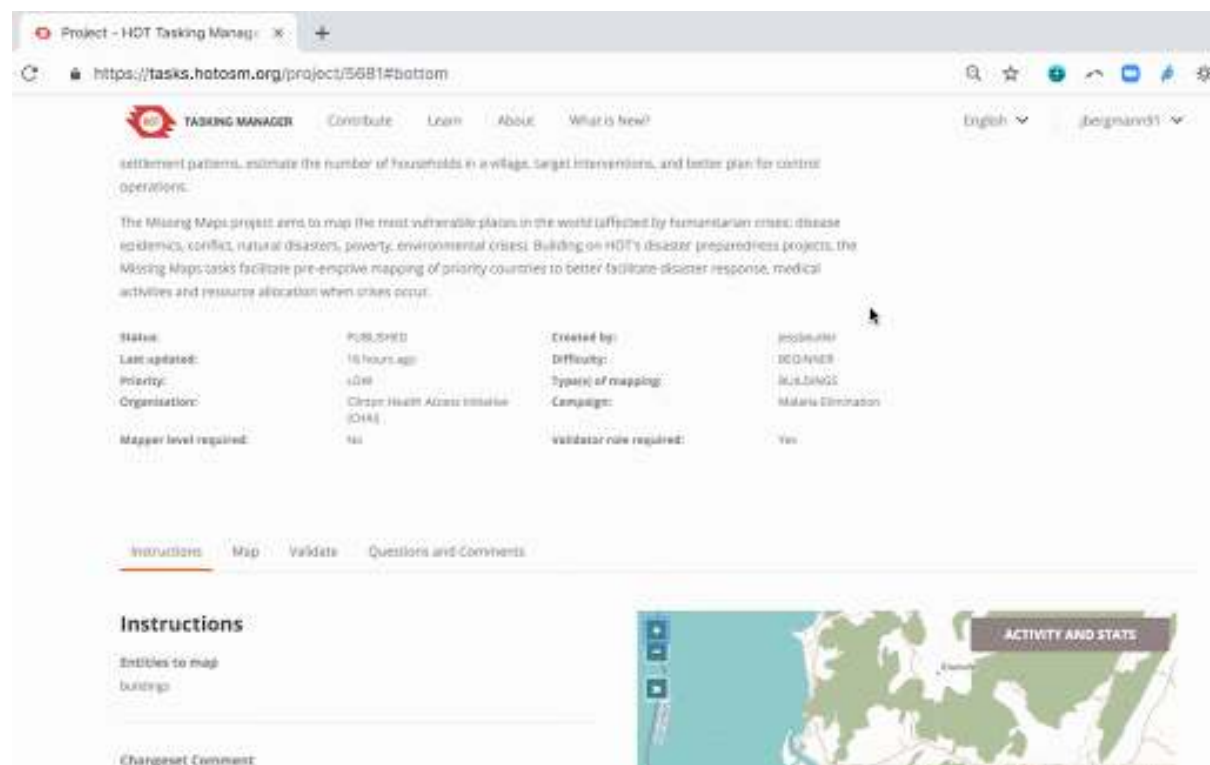 Project - HOT Tasking Manag
https://tasks.hotosm.org/project/5681#bottom
HOT TASKING MANAGER Contribute Learn About What is New? English jbergmann91
settlement patterns, estimate the number of households in a village, target interventions, and better plan for control
operations.
The Missing Maps project aims to map the most vulnerable places in the world (affected by humanitarian crises: disease
epidemics, conflict, natural disasters, poverty, environmental crises). Building on HOT's disaster preparedness projects, the
Missing Maps tasks facilitate pre-emptive mapping of priority countries to better facilitate disaster response, medical
activities and resource allocation when crises occur.
Status: PUBLISHED Created by:
Last updated: 16 hours ago Difficulty: BEGINNER
Priority: LOW Type(s) of mapping: BUILDINGS
Organisation: Clinton Health Access Initiative Campaign: Malaria Elimination
(CHAI)
Mapper level required: No Validator role required: Yes
Instructions Map Validate Questions and Comments
Instructions
ACTIVITY AND STATS
Entities to map
buildings
Changeset Comment